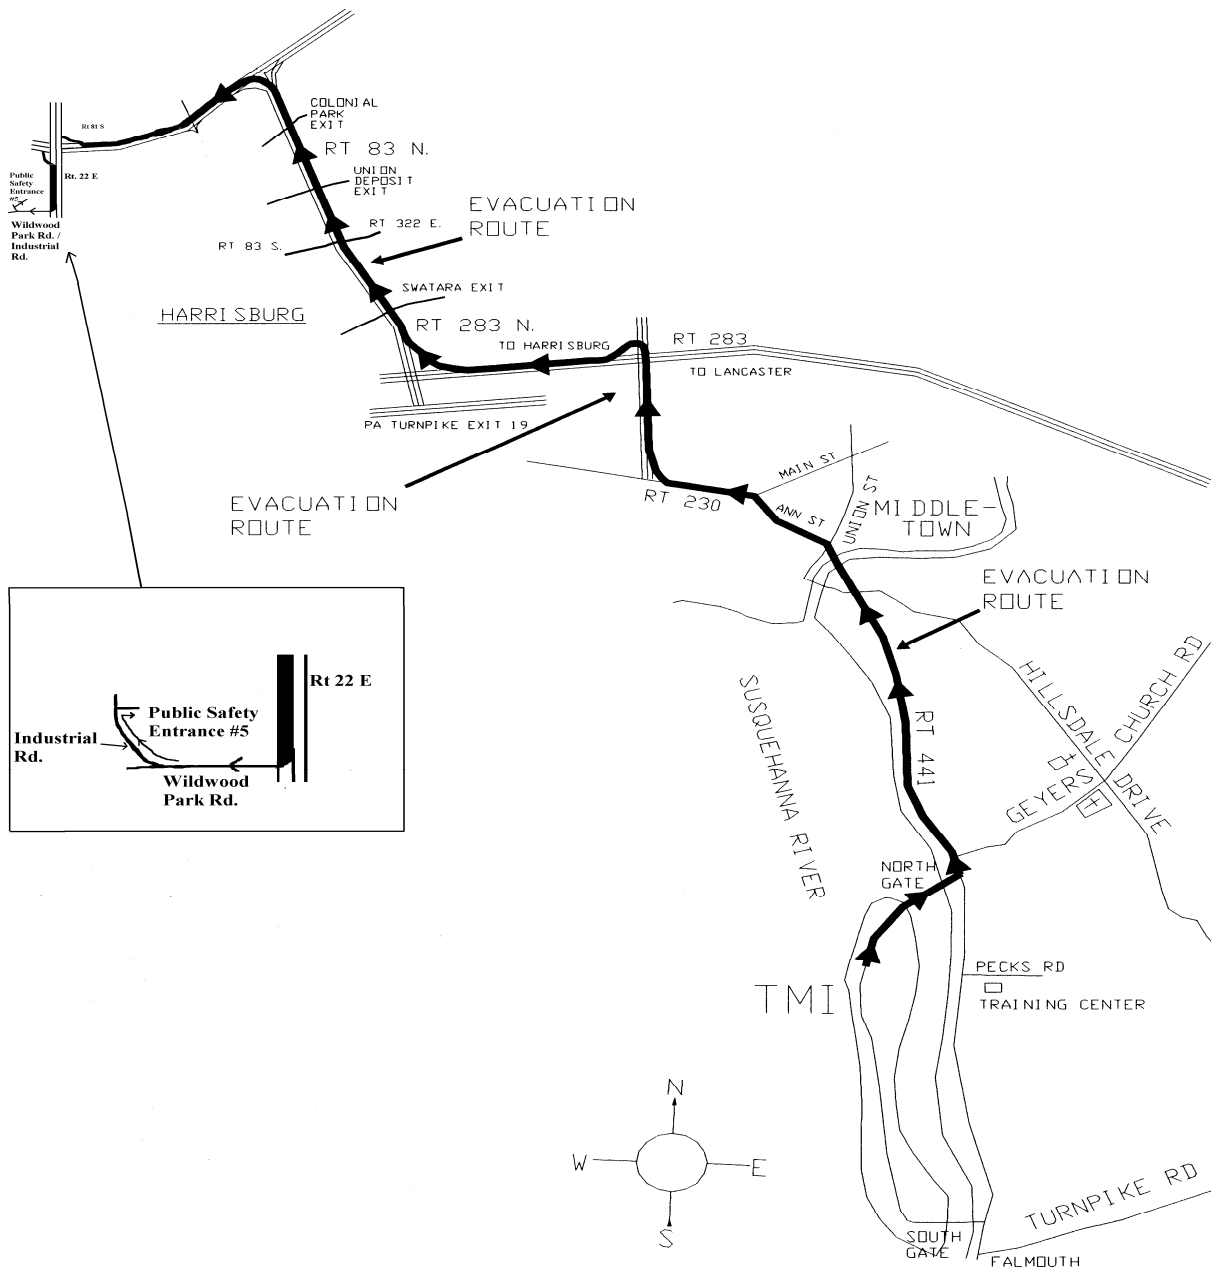 COLONIAL
PARK
EXIT
Rt 81 S
RT 83 N.
UNION
DEPOSIT
EXIT
Public
Safety
Entrance
#5
Rt. 22 E
Wildwood
Park Rd. /
Industrial
Rd.
EVACUATION
ROUTE
RT 322 E.
RT 83 S.
SWATARA EXIT
HARRISBURG
RT 283 N.
TO HARRISBURG
RT 283
TO LANCASTER
PA TURNPIKE EXIT 19
EVACUATION
ROUTE
MAIN ST
RT 230
ANN ST
UNION ST
MIDDLE-
TOWN
EVACUATION
ROUTE
Rt 22 E
Public Safety
Entrance #5
Industrial
Rd.
Wildwood
Park Rd.
SUSQUEHANNA RIVER
RT 441
HILLSDALE DRIVE
GEYERS CHURCH RD
NORTH
GATE
TMI
PECKS RD
TRAINING CENTER
N
W
E
S
SOUTH
GATE
TURNPIKE RD
FALMOUTH